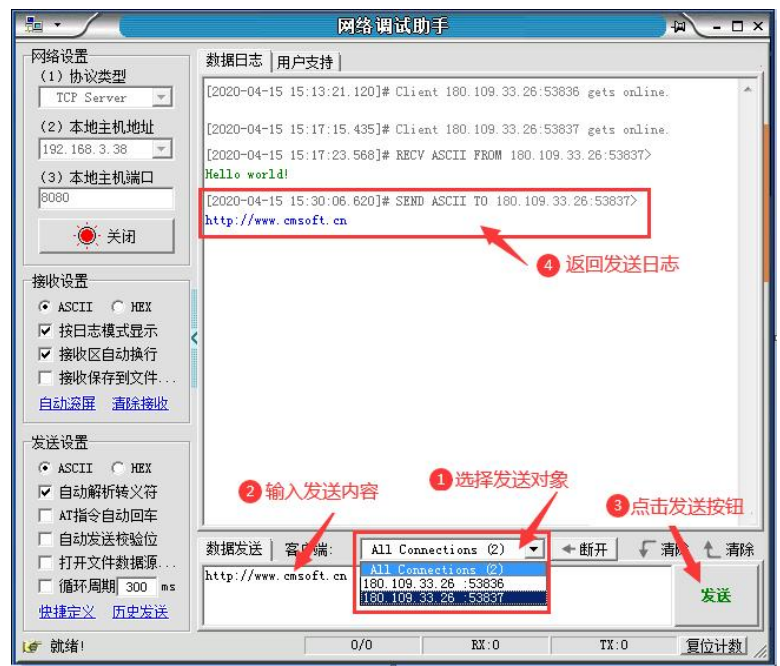 网络调试助手
网络设置
(1) 协议类型
TCP Server
(2) 本地主机地址
192.168.3.38
(3) 本地主机端口
8080
关闭
接收设置
ASCII HEX
按日志模式显示
接收区自动换行
接收保存到文件...
自动滚屏 清除接收
发送设置
ASCII HEX
自动解析转义符
AT指令自动回车
自动发送校验位
打开文件数据源...
循环周期 300 ms
快捷定义 历史发送
数据日志 用户支持
[2020-04-15 15:13:21.120]# Client 180.109.33.26:53836 gets online.
[2020-04-15 15:17:15.435]# Client 180.109.33.26:53837 gets online.
[2020-04-15 15:17:23.568]# RECV ASCII FROM 180.109.33.26:53837>
Hello world!
[2020-04-15 15:30:06.620]# SEND ASCII TO 180.109.33.26:53837>
http://www.cmsoft.cn
4 返回发送日志
1 选择发送对象
2 输入发送内容
3 点击发送按钮
数据发送 客户端: All Connections (2) 断开 清除 清除
All Connections (2)
180.109.33.26 :53836
180.109.33.26 :53837
http://www.cmsoft.cn
发送
就绪! 0/0 RX:0 TX:0 复位计数